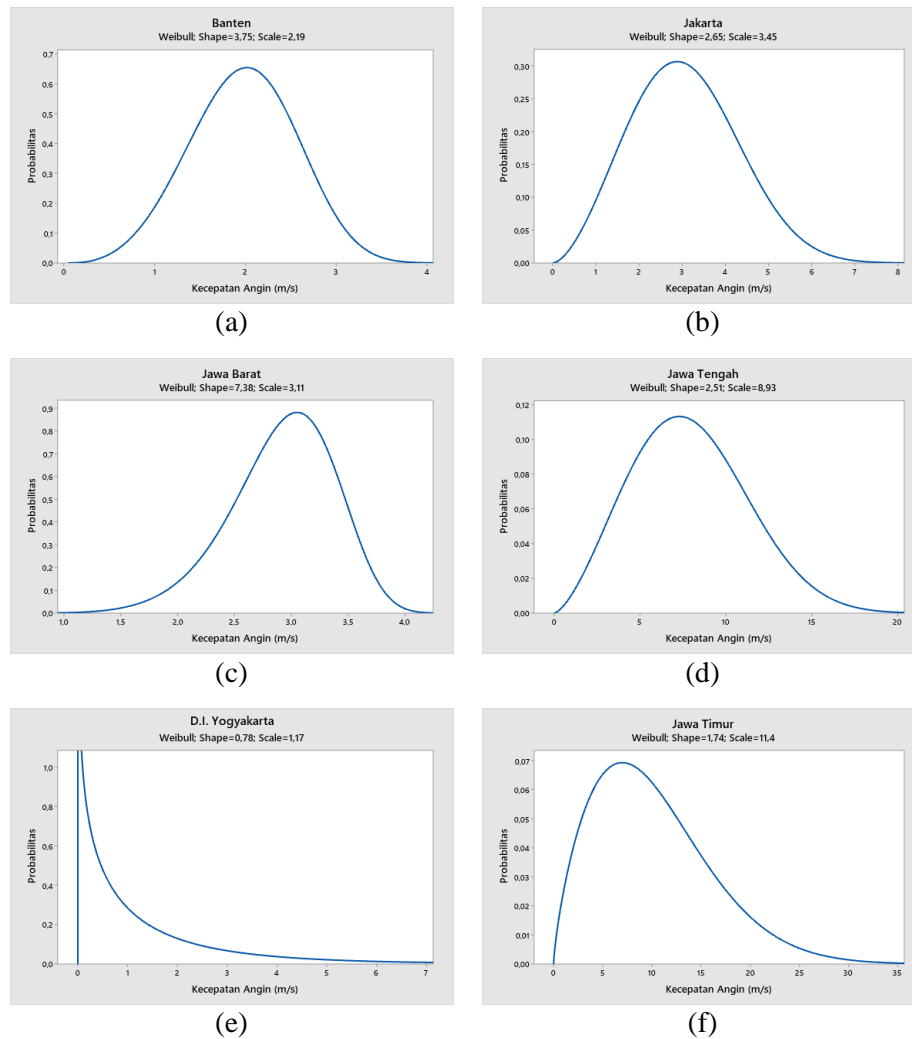 Banten
Weibull; Shape=3,75; Scale=2,19
0,7
0,6
0,5
0,4
0,3
0,2
0,1
0,0
Probabilitas
0 1 2 3 4
Kecepatan Angin (m/s)
(a)
Jakarta
Weibull; Shape=2,65; Scale=3,45
0,30
0,25
0,20
0,15
0,10
0,05
0,00
Probabilitas
0 1 2 3 4 5 6 7 8
Kecepatan Angin (m/s)
(b)
Jawa Barat
Weibull; Shape=7,38; Scale=3,11
0,9
0,8
0,7
0,6
0,5
0,4
0,3
0,2
0,1
0,0
Probabilitas
1,0 1,5 2,0 2,5 3,0 3,5 4,0
Kecepatan Angin (m/s)
(c)
Jawa Tengah
Weibull; Shape=2,51; Scale=8,93
0,12
0,10
0,08
0,06
0,04
0,02
0,00
Probabilitas
0 5 10 15 20
Kecepatan Angin (m/s)
(d)
D.I. Yogyakarta
Weibull; Shape=0,78; Scale=1,17
1,0
0,8
0,6
0,4
0,2
0,0
Probabilitas
0 1 2 3 4 5 6 7
Kecepatan Angin (m/s)
(e)
Jawa Timur
Weibull; Shape=1,74; Scale=11,4
0,07
0,06
0,05
0,04
0,03
0,02
0,01
0,00
Probabilitas
0 5 10 15 20 25 30 35
Kecepatan Angin (m/s)
(f)